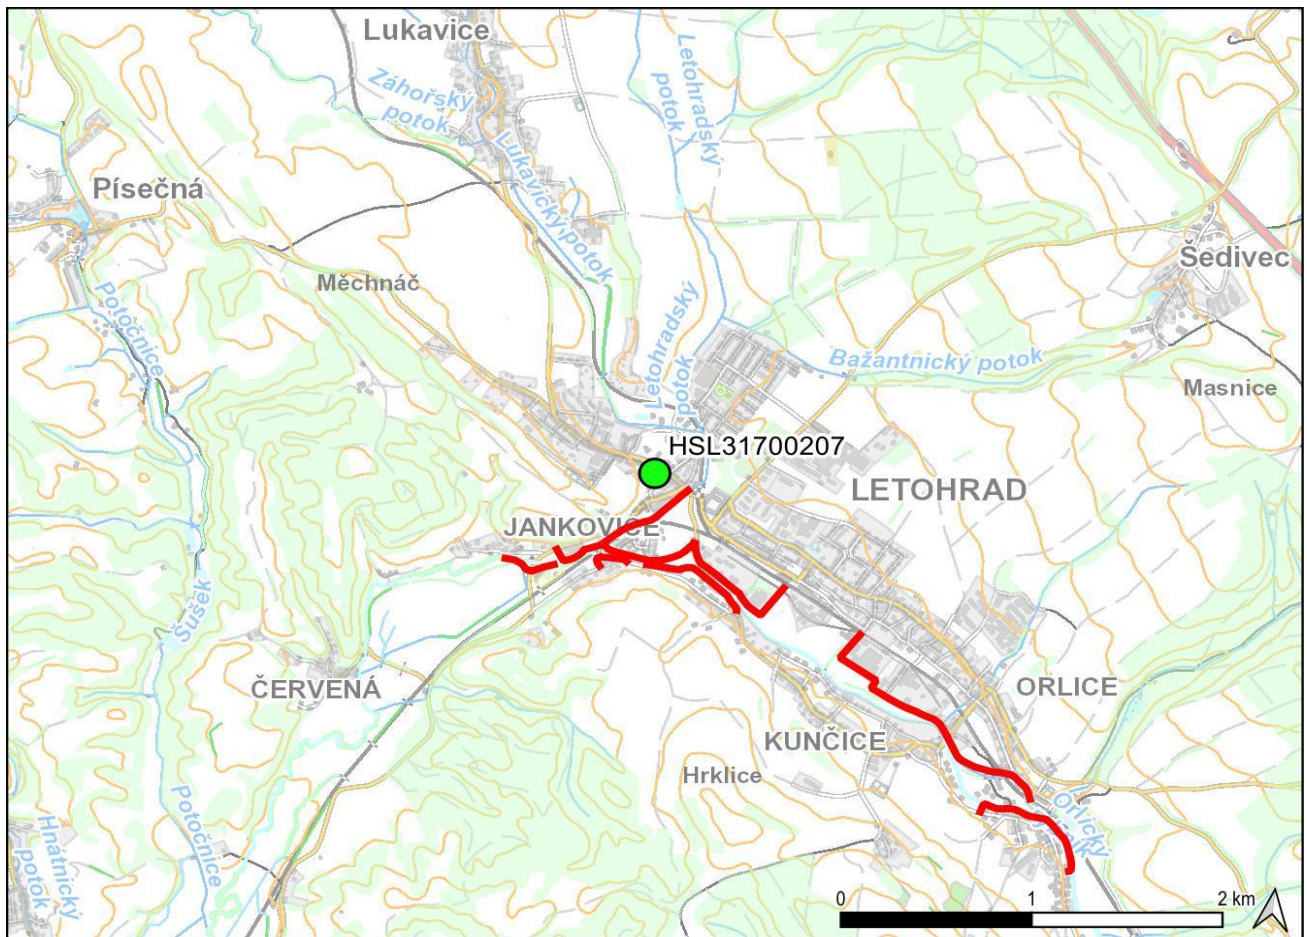 Lukavice
Záhořský
potok
Letohradský
potok
Lukavický potok
Písečná
Šedivec
Měchnáč
Potočnice
Letohradský
potok
Bažantnický potok
Masnice
HSL31700207
LETOHRAD
JANKOVICE
Sušek
ČERVENÁ
ORLICE
KUNČICE
Hrklice
Potočnice
Hnátnický
potok
Orlický
0
1
2 km